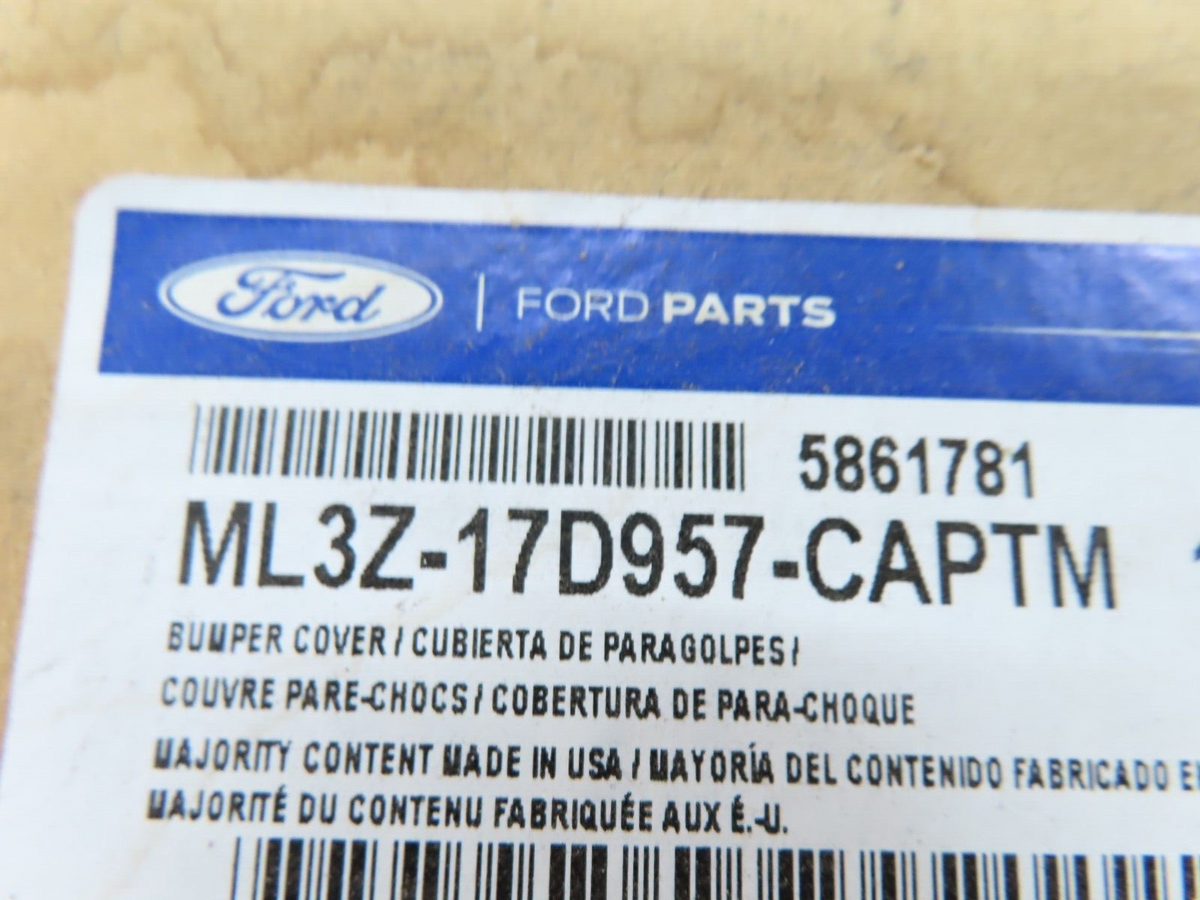 Ford | FORD PARTS
5861781
ML3Z-17D957-CAPTM
BUMPER COVER / CUBIERTA DE PARAGOLPES /
COUVRE PARE-CHOCS / COBERTURA DE PARA-CHOQUE
MAJORITY CONTENT MADE IN USA / MAYORÍA DEL CONTENIDO FABRICADO
MAJORITÉ DU CONTENU FABRIQUÉE AUX É.-U.